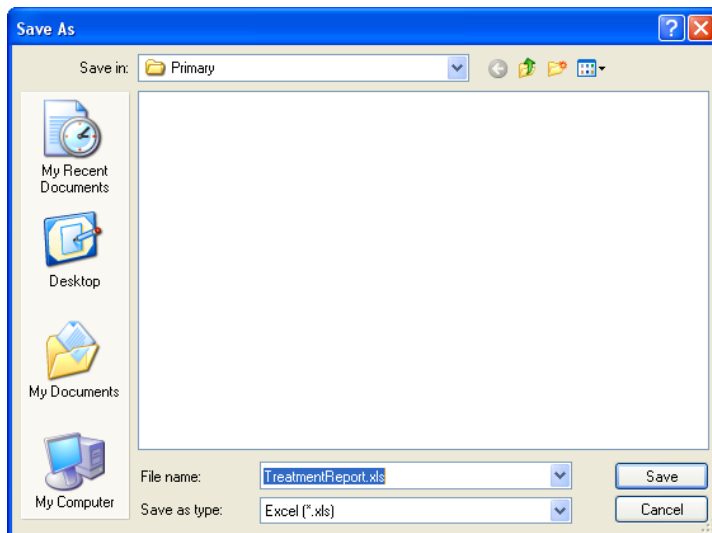 Save As
Save in: Primary
My Recent
Documents
Desktop
My Documents
My Computer
File name: TreatmentReport.xls Save
Save as type: Excel (*.xls) Cancel